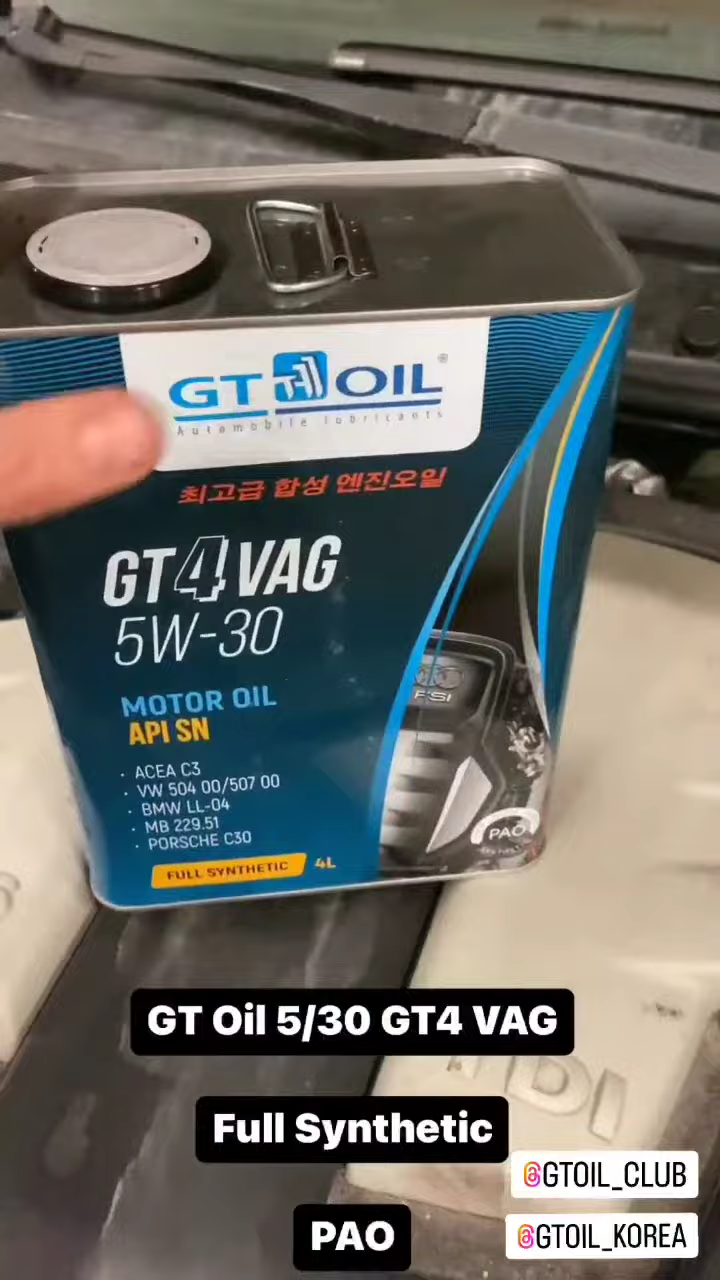 GT OIL ®
Automobile lubricants
최고급 합성 엔진오일
GT4 VAG
5W-30
MOTOR OIL
API SN
· ACEA C3
· VW 504 00/507 00
· BMW LL-04
· MB 229.51
· PORSCHE C30
FULL SYNTHETIC 4L
FSI
PAO
TDI
GT Oil 5/30 GT4 VAG
Full Synthetic
PAO
@GTOIL_CLUB
@GTOIL_KOREA